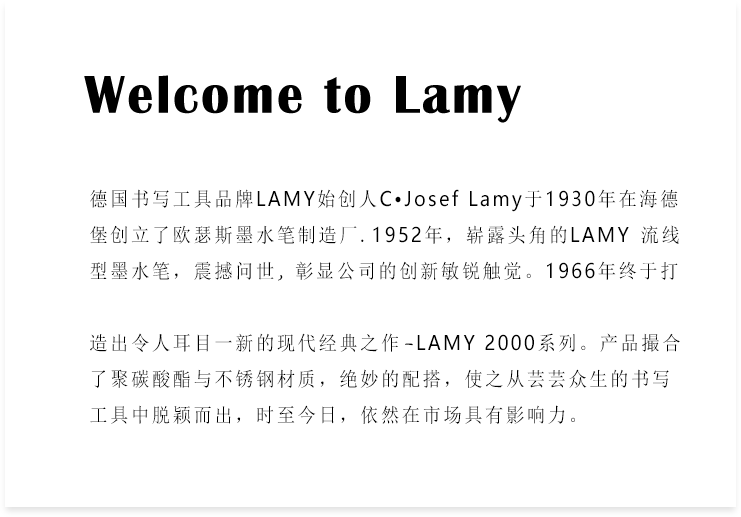 Welcome to Lamy
德国书写工具品牌LAMY始创人C•Josef Lamy于1930年在海德
堡创立了欧瑟斯墨水笔制造厂. 1952年，崭露头角的LAMY 流线
型墨水笔，震撼问世, 彰显公司的创新敏锐触觉。1966年终于打
造出令人耳目一新的现代经典之作 –LAMY 2000系列。产品撮合
了聚碳酸酯与不锈钢材质，绝妙的配搭，使之从芸芸众生的书写
工具中脱颖而出，时至今日，依然在市场具有影响力。